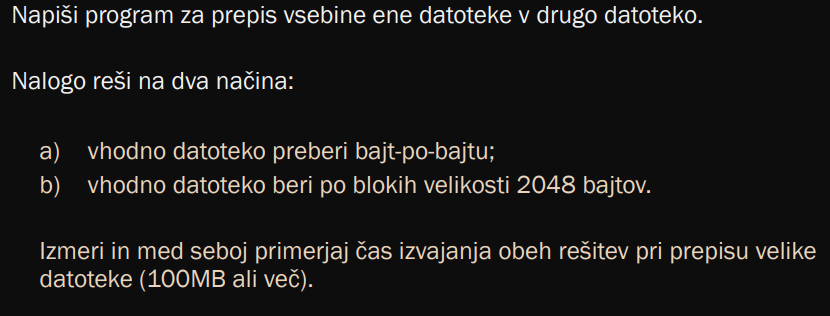 Napiši program za prepis vsebine ene datoteke v drugo datoteko.
Nalogo reši na dva načina:
a) vhodno datoteko preberi bajt-po-bajtu;
b) vhodno datoteko beri po blokih velikosti 2048 bajtov.
Izmeri in med seboj primerjaj čas izvajanja obeh rešitev pri prepisu velike
datoteke (100MB ali več).